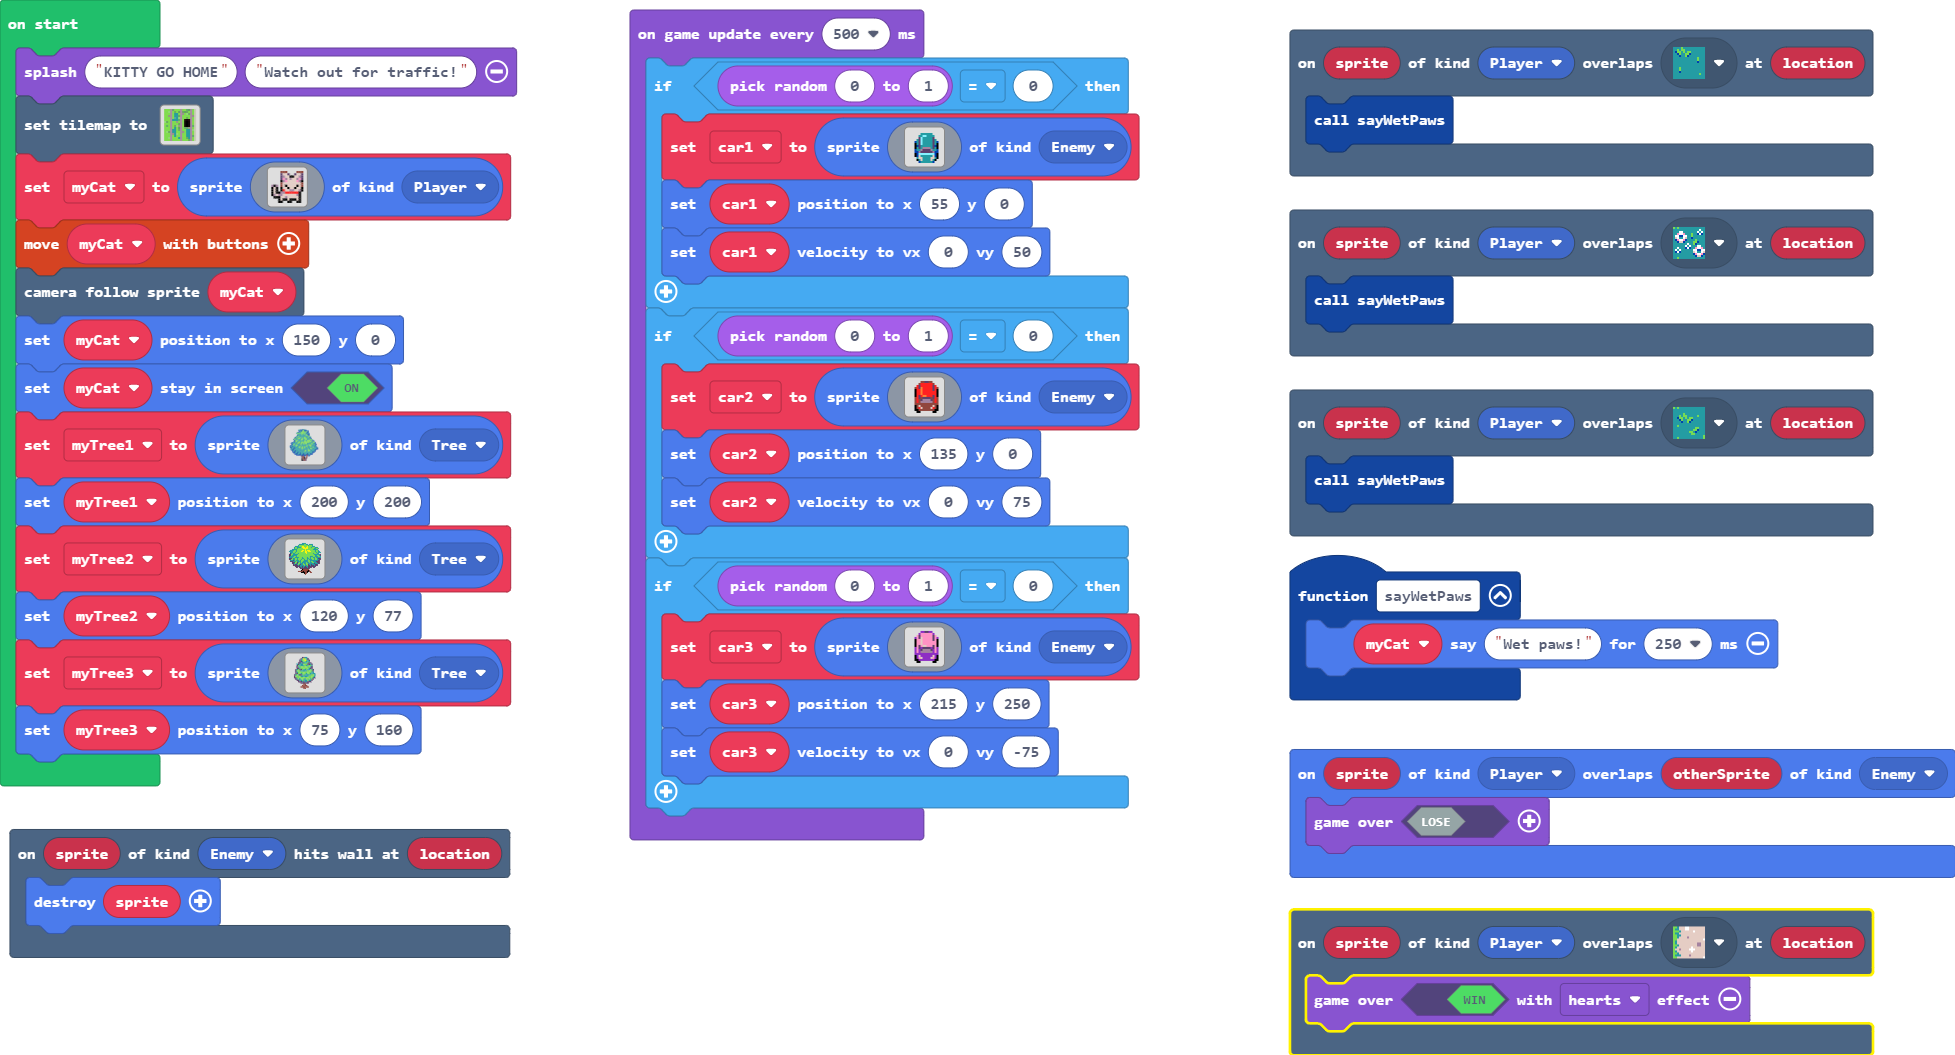 on start
splash "KITTY GO HOME" "Watch out for traffic!"
set tilemap to
set myCat to sprite of kind Player
move myCat with buttons
camera follow sprite myCat
set myCat position to x 150 y 0
set myCat stay in screen ON
set myTree1 to sprite of kind Tree
set myTree1 position to x 200 y 200
set myTree2 to sprite of kind Tree
set myTree2 position to x 120 y 77
set myTree3 to sprite of kind Tree
set myTree3 position to x 75 y 160
on sprite of kind Enemy hits wall at location
destroy sprite
on game update every 500 ms
if pick random 0 to 1 = 0 then
set car1 to sprite of kind Enemy
set car1 position to x 55 y 0
set car1 velocity to vx 0 vy 50
if pick random 0 to 1 = 0 then
set car2 to sprite of kind Enemy
set car2 position to x 135 y 0
set car2 velocity to vx 0 vy 75
if pick random 0 to 1 = 0 then
set car3 to sprite of kind Enemy
set car3 position to x 215 y 250
set car3 velocity to vx 0 vy -75
on sprite of kind Player overlaps at location
call sayWetPaws
on sprite of kind Player overlaps at location
call sayWetPaws
on sprite of kind Player overlaps at location
call sayWetPaws
function sayWetPaws
myCat say "Wet paws!" for 250 ms
on sprite of kind Player overlaps otherSprite of kind Enemy
game over LOSE
on sprite of kind Player overlaps at location
game over WIN with hearts effect